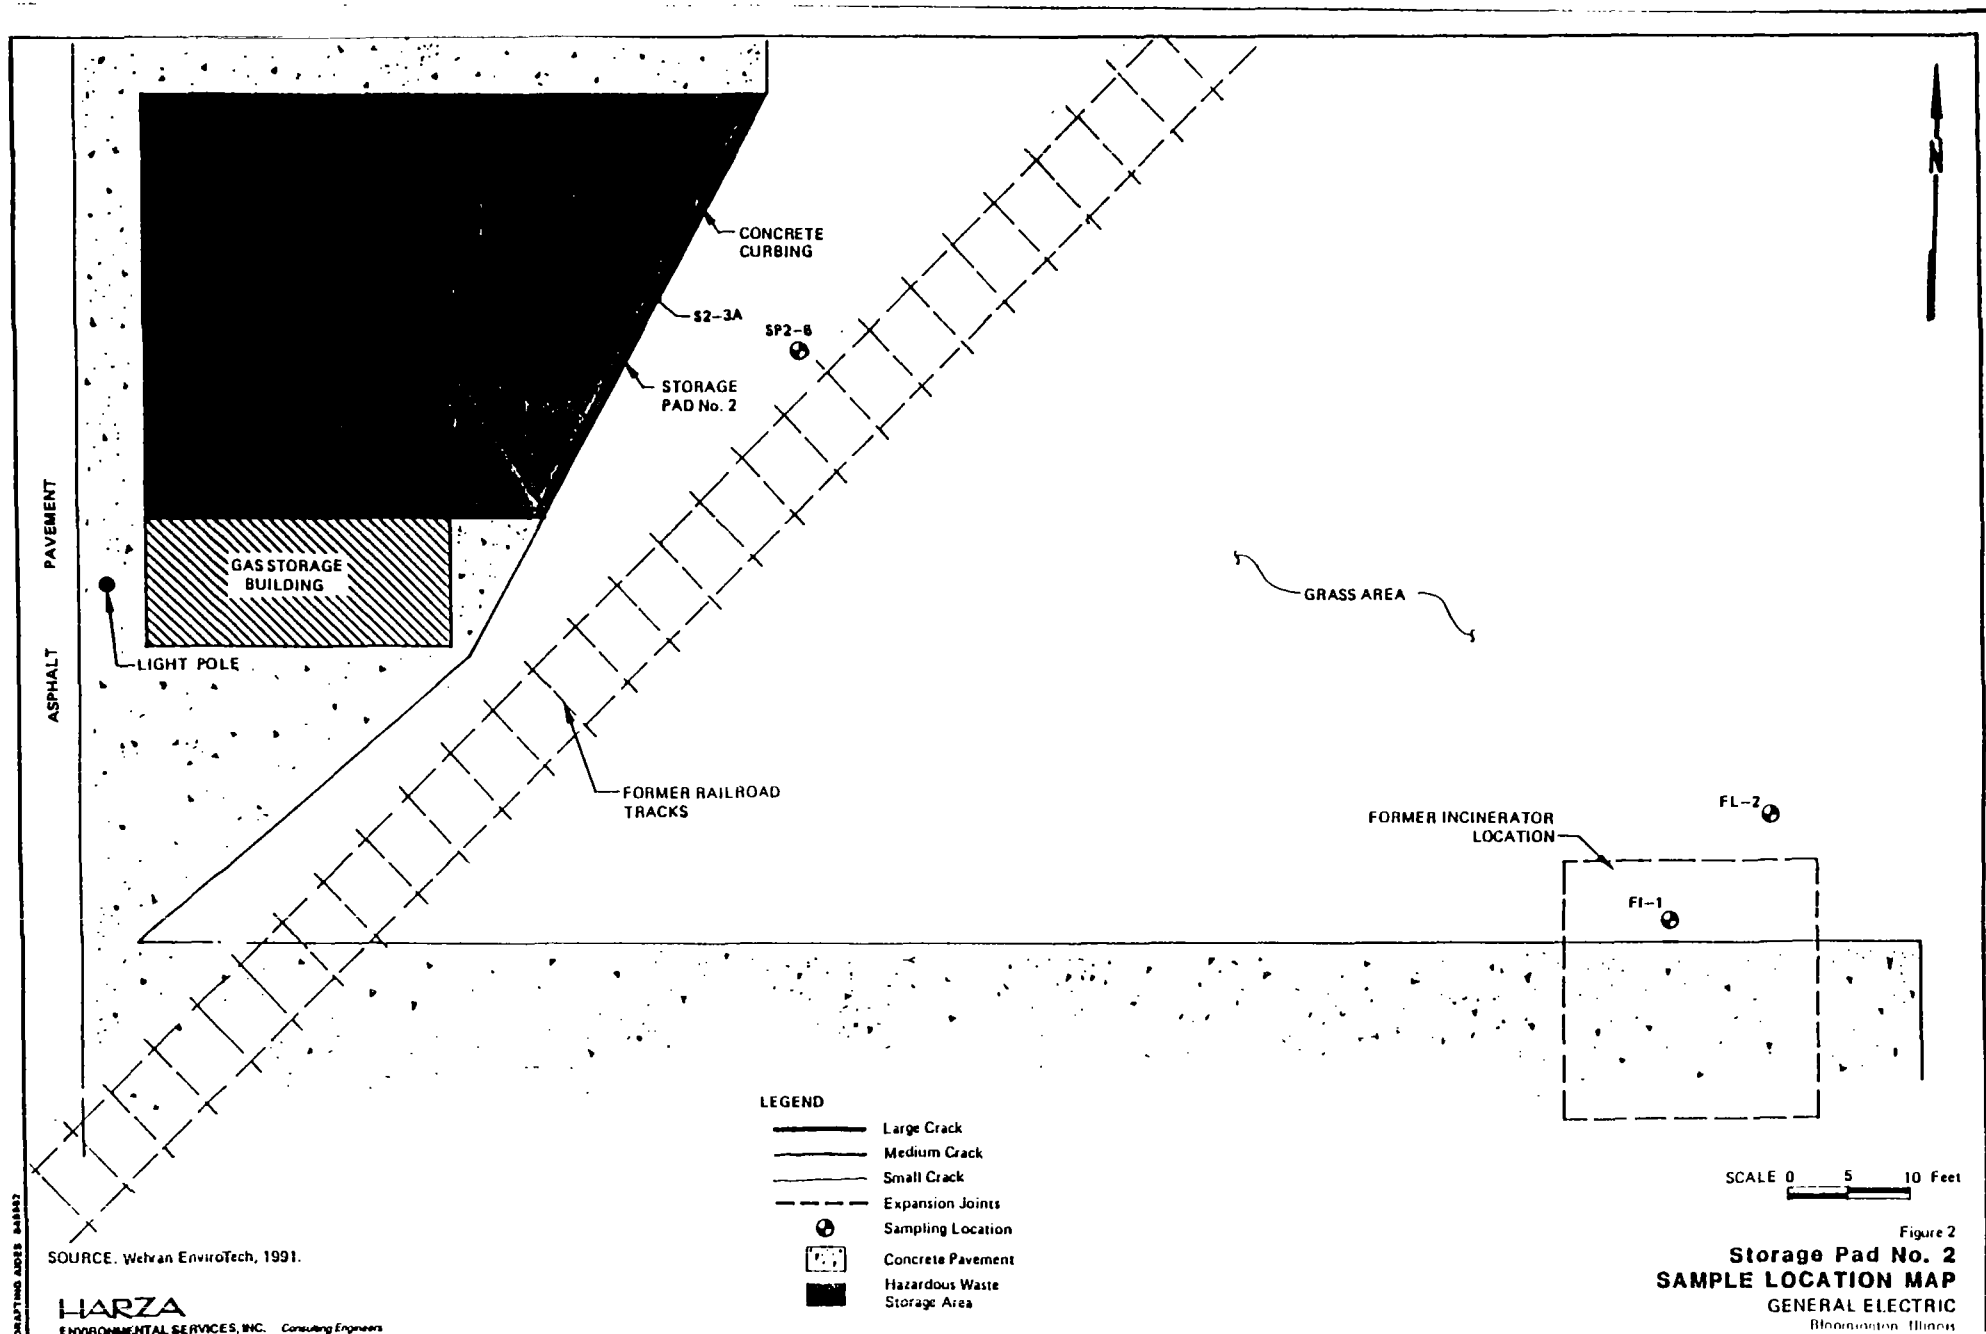 N
CONCRETE
CURBING
S2-3A
SP2-B
STORAGE
PAD No. 2
ASPHALT PAVEMENT
GAS STORAGE
BUILDING
LIGHT POLE
GRASS AREA
FORMER RAILROAD
TRACKS
FL-2
FORMER INCINERATOR
LOCATION
FI-1
LEGEND
Large Crack
Medium Crack
Small Crack
Expansion Joints
Sampling Location
Concrete Pavement
Hazardous Waste
Storage Area
SCALE 0 5 10 Feet
SOURCE. Wehran EnviroTech, 1991.
HARZA
ENVIRONMENTAL SERVICES, INC. Consulting Engineers
Figure 2
Storage Pad No. 2
SAMPLE LOCATION MAP
GENERAL ELECTRIC
Bloomington, Illinois